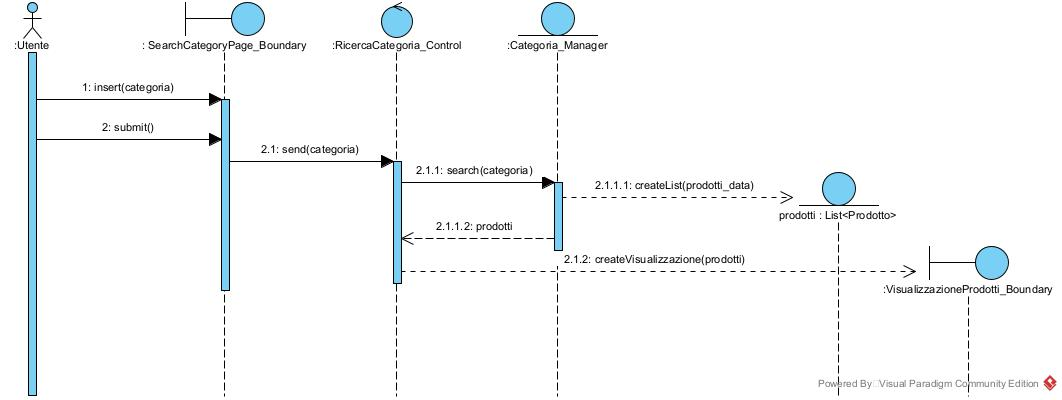 :Utente
: SearchCategoryPage_Boundary
:RicercaCategoria_Control
:Categoria_Manager
1: insert(categoria)
2: submit()
2.1: send(categoria)
2.1.1: search(categoria)
2.1.1.1: createList(prodotti_data)
prodotti : List<Prodotto>
2.1.1.2: prodotti
2.1.2: createVisualizzazione(prodotti)
:VisualizzazioneProdotti_Boundary
Powered By Visual Paradigm Community Edition